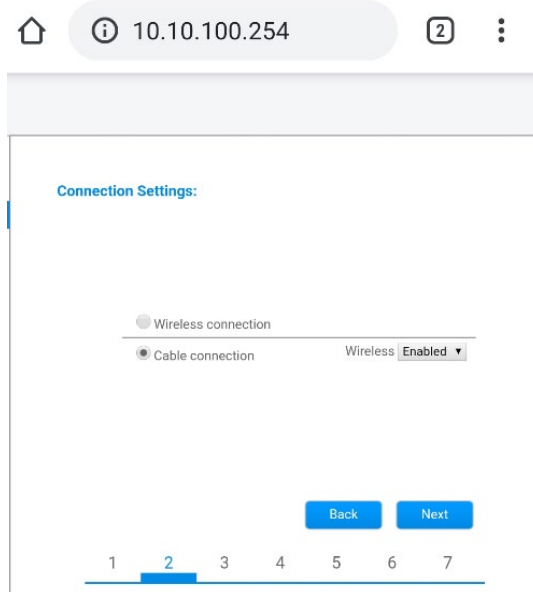 10.10.100.254 2
Connection Settings:
Wireless connection
Cable connection Wireless Enabled
Back Next
1 2 3 4 5 6 7